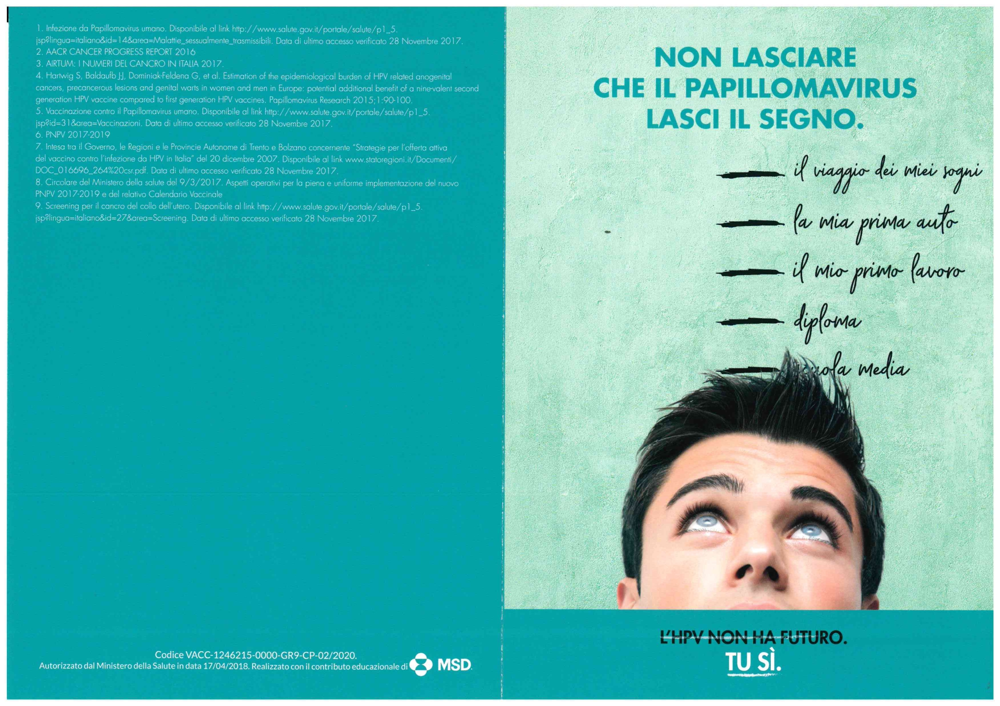 1. Infezione da Papillomavirus umano. Disponibile al link http://www.salute.gov.it/portale/salute/p1_5.
jsp?lingua=italiano&id=14&area=Malattie_sessualmente_trasmissibili. Data di ultimo accesso verificato 28 Novembre 2017.
2. AACR CANCER PROGRESS REPORT 2016
3. AIRTUM: I NUMERI DEL CANCRO IN ITALIA 2017.
4. Hartwig S, Baldaufb JJ, Dominiak-Feldena G, et al. Estimation of the epidemiological burden of HPV related anogenital
cancers, precancerous lesions and genital warts in women and men in Europe: potential additional benefit of a nine-valent second
generation HPV vaccine compared to first generation HPV vaccines. Papillomavirus Research 2015;1:90-100.
5. Vaccinazione contro il Papillomavirus umano. Disponibile al link http://www.salute.gov.it/portale/salute/p1_5.
jsp?id=31&area=Vaccinazioni. Data di ultimo accesso verificato 28 Novembre 2017.
6. PNPV 2017-2019
7. Intesa tra il Governo, le Regioni e le Provincie Autonome di Trento e Bolzano concernente “Strategie per l’offerta attiva
del vaccino contro l’infezione da HPV in Italia” del 20 dicembre 2007. Disponibile al link www.statoregioni.it/Documenti/
DOC_016696_264%20csr.pdf. Data di ultimo accesso verificato 28 Novembre 2017.
8. Circolare del Ministero della salute del 9/3/2017. Aspetti operativi per la piena e uniforme implementazione del nuovo
PNPV 2017-2019 e del relativo Calendario Vaccinale
9. Screening per il cancro del collo dell’utero. Disponibile al link http://www.salute.gov.it/portale/salute/p1_5.
jsp?lingua=italiano&id=27&area=Screening. Data di ultimo accesso verificato 28 Novembre 2017.
Codice VACC-1246215-0000-GR9-CP-02/2020.
Autorizzato dal Ministero della Salute in data 17/04/2018. Realizzato con il contributo educazionale di MSD.
NON LASCIARE
CHE IL PAPILLOMAVIRUS
LASCI IL SEGNO.
il viaggio dei miei sogni
la mia prima auto
il mio primo lavoro
diploma
scuola media
L’HPV NON HA FUTURO.
TU SÌ.